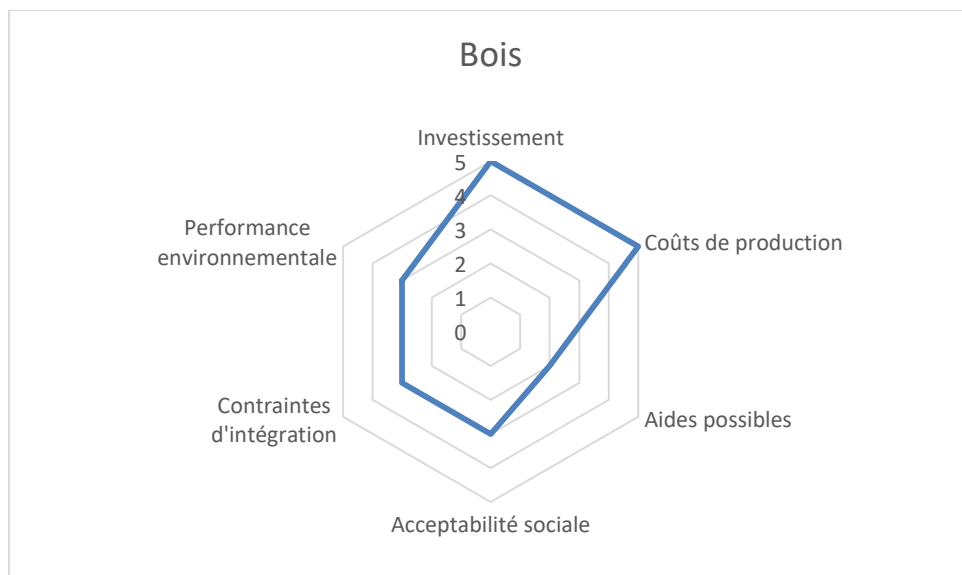 Bois
Investissement
5
4
3
2
1
0
Coûts de production
Aides possibles
Acceptabilité sociale
Contraintes
d'intégration
Performance
environnementale